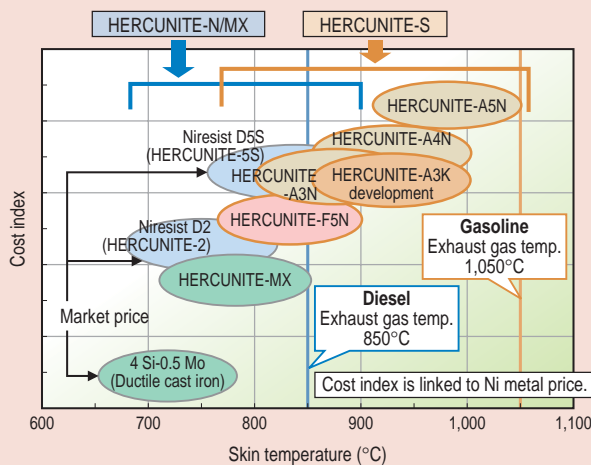 HERCUNITE-N/MX
HERCUNITE-S
HERCUNITE-A5N
Niresist D5S
(HERCUNITE-5S)
HERCUNITE-A4N
HERCUNITE
-A3N
HERCUNITE-A3K
development
HERCUNITE-F5N
Niresist D2
(HERCUNITE-2)
HERCUNITE-MX
Gasoline
Exhaust gas temp.
1,050°C
Diesel
Exhaust gas temp.
850°C
Market price
4 Si-0.5 Mo
(Ductile cast iron)
Cost index is linked to Ni metal price.
Cost index
600
700
800
900
1,000
1,100
Skin temperature (°C)